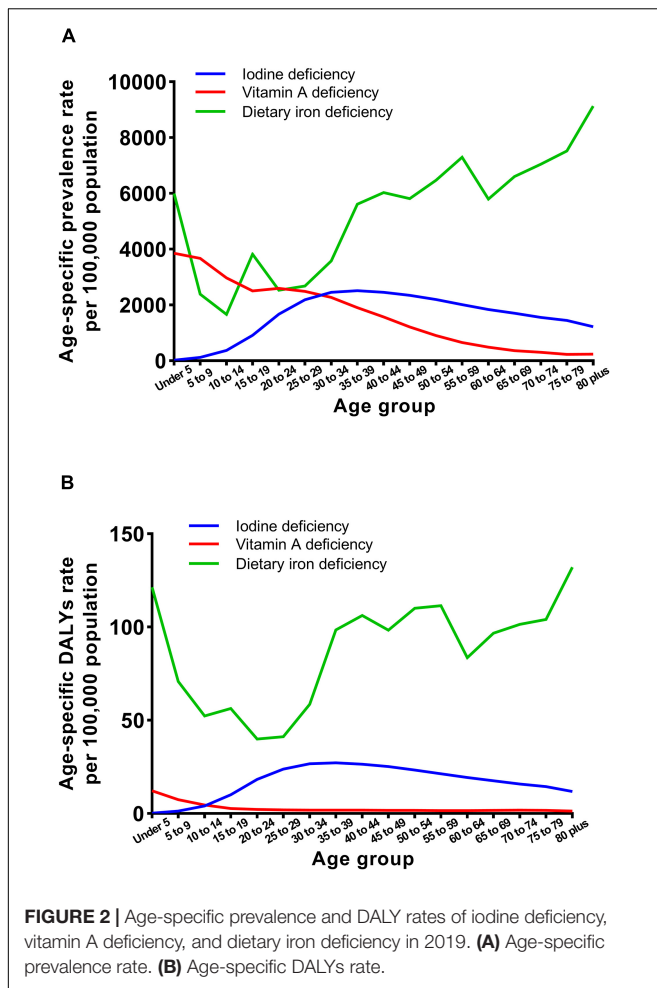 A
Iodine deficiency
Vitamin A deficiency
Dietary iron deficiency
Age-specific prevalence rate
per 100,000 population
10000
8000
6000
4000
2000
0
Under 5
5 to 9
10 to 14
15 to 19
20 to 24
25 to 29
30 to 34
35 to 39
40 to 44
45 to 49
50 to 54
55 to 59
60 to 64
65 to 69
70 to 74
75 to 79
80 plus
Age group
B
Iodine deficiency
Vitamin A deficiency
Dietary iron deficiency
Age-specific DALYs rate
per 100,000 population
150
100
50
0
Under 5
5 to 9
10 to 14
15 to 19
20 to 24
25 to 29
30 to 34
35 to 39
40 to 44
45 to 49
50 to 54
55 to 59
60 to 64
65 to 69
70 to 74
75 to 79
80 plus
Age group
FIGURE 2 | Age-specific prevalence and DALY rates of iodine deficiency,
vitamin A deficiency, and dietary iron deficiency in 2019. (A) Age-specific
prevalence rate. (B) Age-specific DALYs rate.